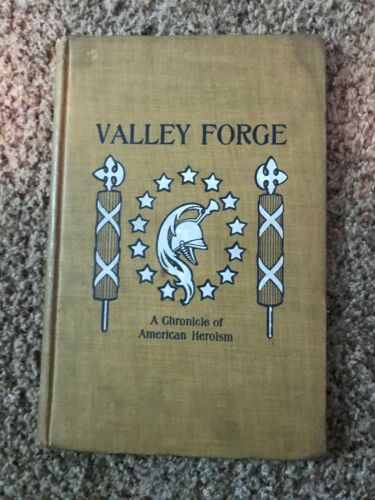 VALLEY FORGE
A Chronicle of
American Heroism